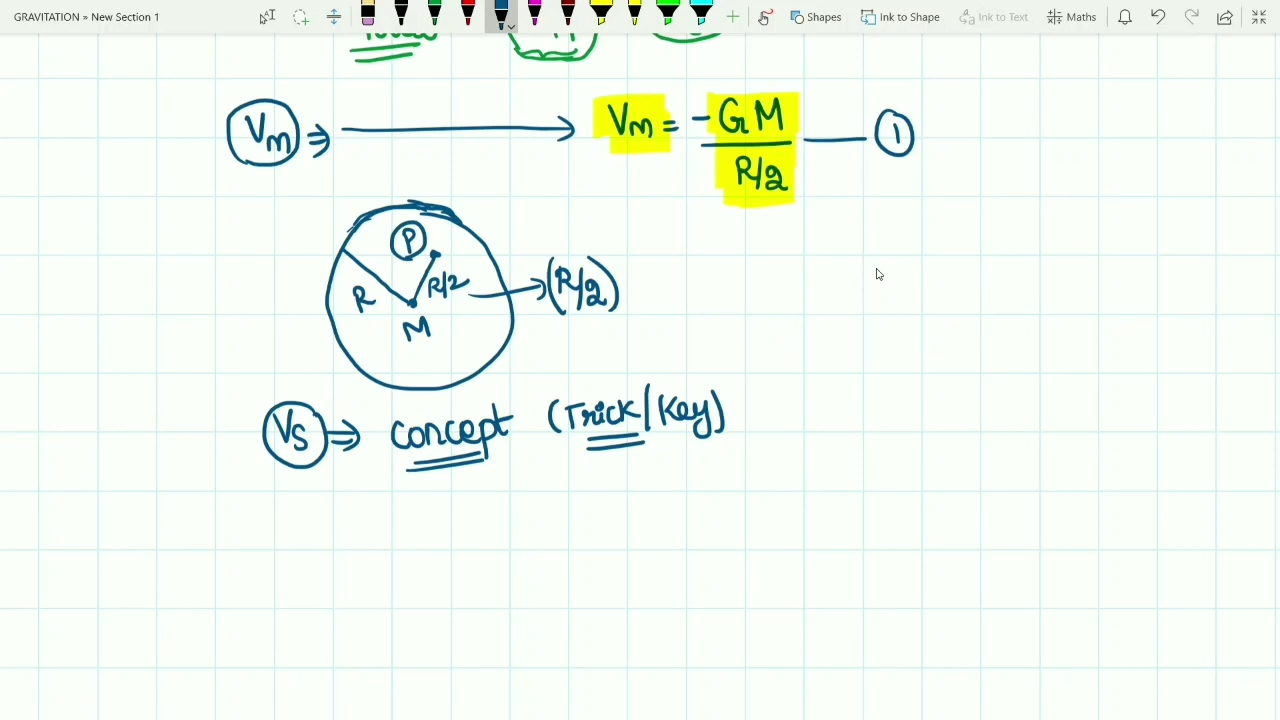 GRAVITATION » New Section 1
Shapes
Ink to Shape
Ink to Text
Maths
Vm ⇒ Vm = -GM
R/2
1
P
R
R/2
(R/2)
M
Vs ⇒ concept (Trick/Key)